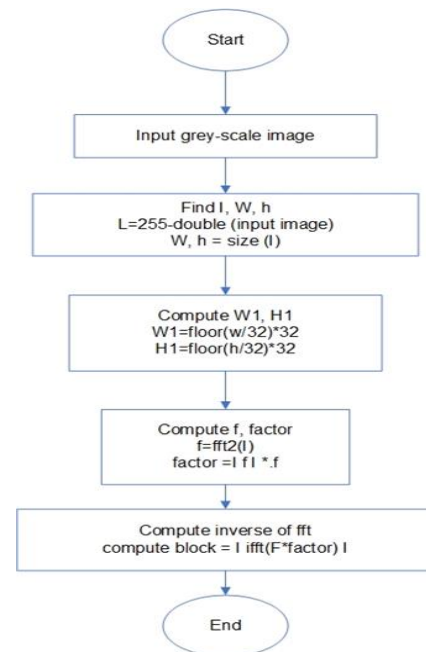 Start
Input grey-scale image
Find I, W, h
L=255-double (input image)
W, h = size (I)
Compute W1, H1
W1=floor(w/32)*32
H1=floor(h/32)*32
Compute f, factor
f=fft2(I)
factor =I f I *.f
Compute inverse of fft
compute block = I ifft(F*factor) I
End